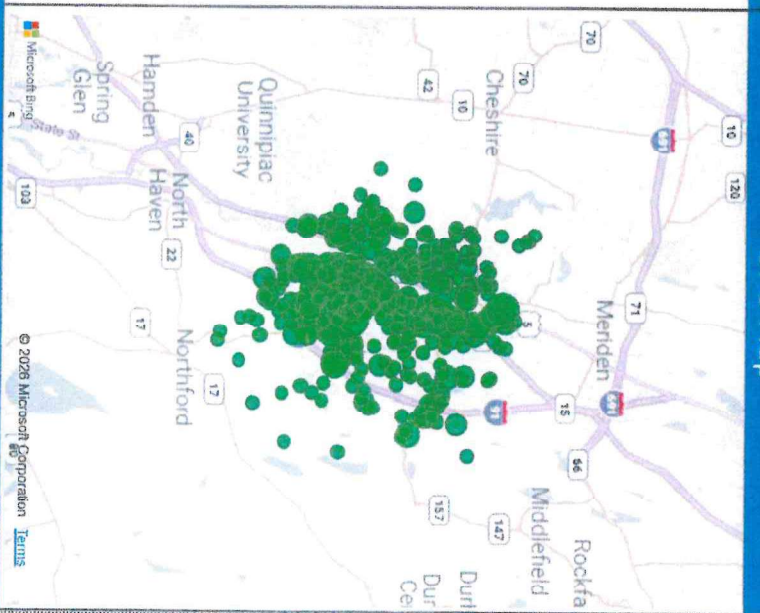 10
120
691
71
Meriden
691
70
66
Rockfa
15
Middlefield
70
5
Cheshire
91
147
10
Durh
157
42
Dur
Cen
Quinnipiac
University
17
North
Haven
Northford
40
22
17
Hamden
Spring
Glen
State St
103
Microsoft Bing
© 2026 Microsoft Corporation Terms